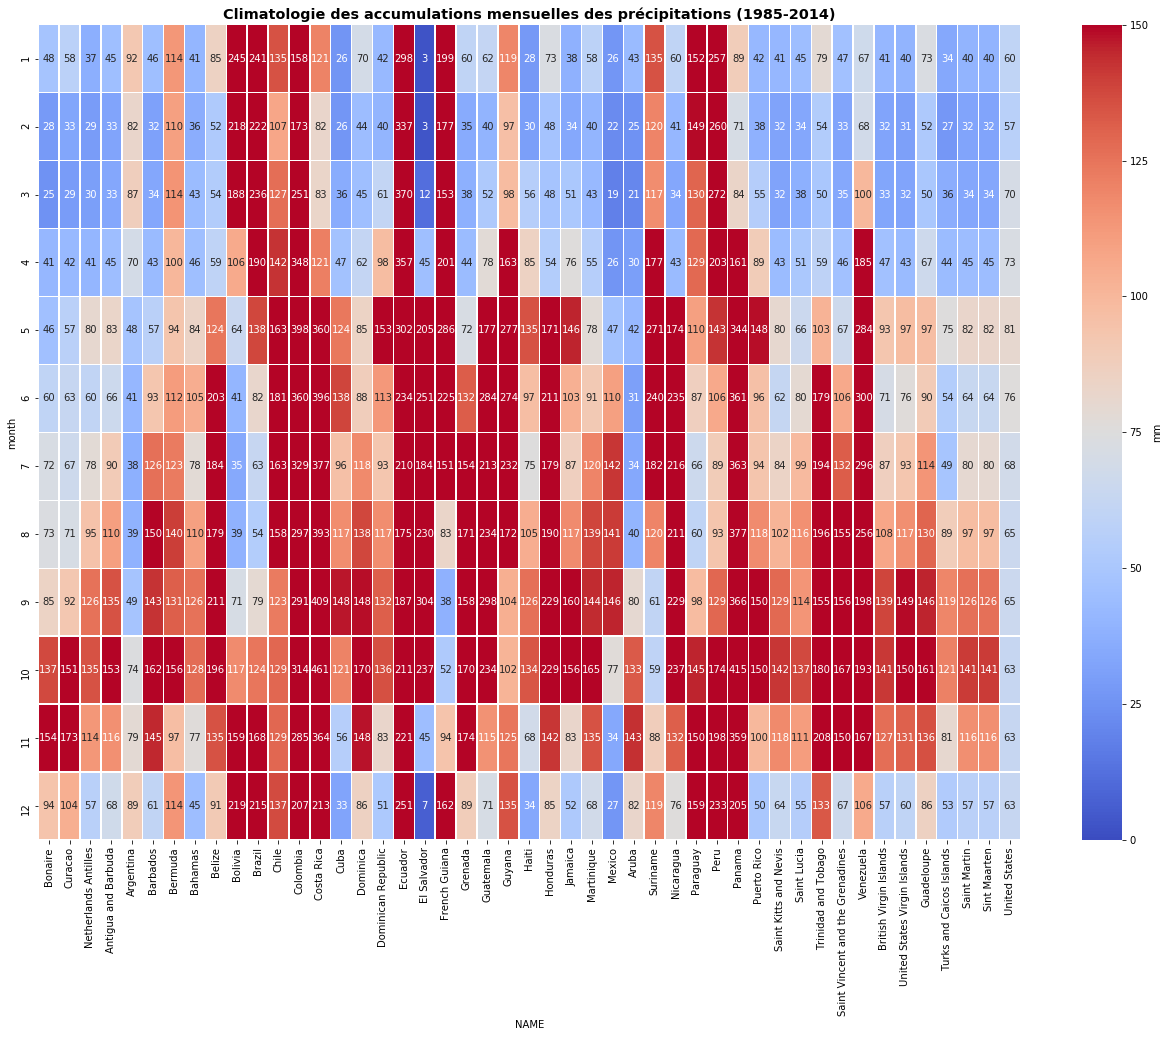 Climatologie des accumulations mensuelles des précipitations (1985-2014)
1 48 58 37 45 92 46 114 41 85 245 241 135 158 121 26 70 42 298 3 199 60 62 119 28 73 38 58 26 43 135 60 152 257 89 42 41 45 79 47 67 41 40 73 34 40 40 60
2 28 33 29 33 82 32 110 36 52 218 222 107 173 82 26 44 40 337 3 177 35 40 97 30 48 34 40 22 25 120 41 149 260 71 38 32 34 54 33 68 32 31 52 27 32 32 57
3 25 29 30 33 87 34 114 43 54 188 236 127 251 83 36 45 61 370 12 153 38 52 98 56 48 51 43 19 21 117 34 130 272 84 55 32 38 50 35 100 33 32 50 36 34 34 70
4 41 42 41 45 70 43 100 46 59 106 190 142 348 121 47 62 98 357 45 201 44 78 163 85 54 76 55 26 30 177 43 129 203 161 89 43 51 59 46 185 47 43 67 44 45 45 73
5 46 57 80 83 48 57 94 84 124 64 138 163 398 360 124 85 153 302 205 286 72 177 277 135 171 146 78 47 42 271 174 110 143 344 148 80 66 103 67 284 93 97 97 75 82 82 81
6 60 63 60 66 41 93 112 105 203 41 82 181 360 396 138 88 113 234 251 225 132 284 274 97 211 103 91 110 31 240 235 87 106 361 96 62 80 179 106 300 71 76 90 54 64 64 76
7 72 67 78 90 38 126 123 78 184 35 63 163 329 377 96 118 93 210 184 151 154 213 232 75 179 87 120 142 34 182 216 66 89 363 94 84 99 194 132 296 87 93 114 49 80 80 68
8 73 71 95 110 39 150 140 110 179 39 54 158 297 393 117 138 117 175 230 83 171 234 172 105 190 117 139 141 40 120 211 60 93 377 118 102 116 196 155 256 108 117 130 89 97 97 65
9 85 92 126 135 49 143 131 126 211 71 79 123 291 409 148 148 132 187 304 38 158 298 104 126 229 160 144 146 80 61 229 98 129 366 150 129 114 155 156 198 139 149 146 119 126 126 65
10 137 151 135 153 74 162 156 128 196 117 124 129 314 461 121 170 136 211 237 52 170 234 102 134 229 156 165 77 133 59 237 145 174 415 150 142 137 180 167 193 141 150 161 121 141 141 63
11 154 173 114 116 79 145 97 77 135 159 168 129 285 364 56 148 83 221 45 94 174 115 125 68 142 83 135 34 143 88 132 150 198 359 100 118 111 208 150 167 127 131 136 81 116 116 63
12 94 104 57 68 89 61 114 45 91 219 215 137 207 213 33 86 51 251 7 162 89 71 135 34 85 52 68 27 82 119 76 159 233 205 50 64 55 133 67 106 57 60 86 53 57 57 63
month
Bonaire
Curacao
Netherlands Antilles
Antigua and Barbuda
Argentina
Barbados
Bermuda
Bahamas
Belize
Bolivia
Brazil
Chile
Colombia
Costa Rica
Cuba
Dominica
Dominican Republic
Ecuador
El Salvador
French Guiana
Grenada
Guatemala
Guyana
Haiti
Honduras
Jamaica
Martinique
Mexico
Aruba
Suriname
Nicaragua
Paraguay
Peru
Panama
Puerto Rico
Saint Kitts and Nevis
Saint Lucia
Trinidad and Tobago
Saint Vincent and the Grenadines
Venezuela
British Virgin Islands
United States Virgin Islands
Guadeloupe
Turks and Caicos Islands
Saint Martin
Sint Maarten
United States
NAME
150
125
100
75
50
25
0
mm